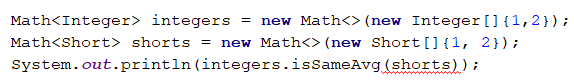 Math<Integer> integers = new Math<>(new Integer[]{1,2});
Math<Short> shorts = new Math<>(new Short[]{1, 2});
System.out.println(integers.isSameAvg(shorts));